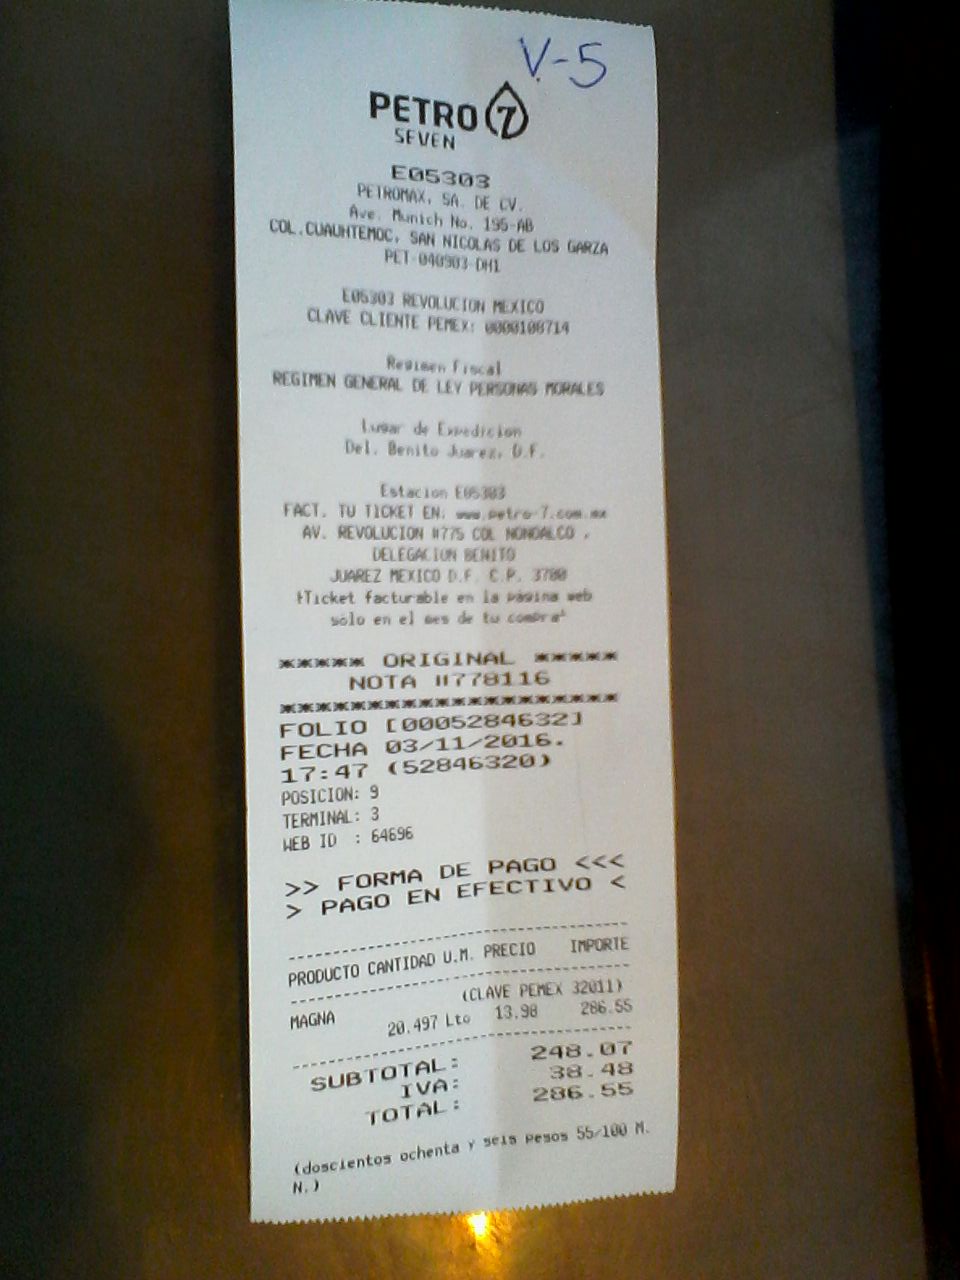 V-5
PETRO 7
SEVEN
E05303
PETROMAX, SA. DE CV.
Ave. Munich No. 195-AB
COL.CUAUHTEMOC, SAN NICOLAS DE LOS GARZA
PET-040903-DH1
E05303 REVOLUCION MEXICO
CLAVE CLIENTE PEMEX: 0000108714
Regimen Fiscal
REGIMEN GENERAL DE LEY PERSONAS MORALES
Lugar de Expedicion
Del. Benito Juarez, D.F.
Estacion E05303
FACT. TU TICKET EN: www.petro-7.com.mx
AV. REVOLUCION #775 COL NONOALCO ,
DELEGACION BENITO
JUAREZ MEXICO D.F. C.P. 3700
*Ticket facturable en la página web
sólo en el mes de tu compra*
***** ORIGINAL *****
NOTA #778116
*********************
FOLIO [0005284632]
FECHA 03/11/2016.
17:47 (52846320)
POSICION: 9
TERMINAL: 3
WEB ID : 64696
>> FORMA DE PAGO <<<
> PAGO EN EFECTIVO <
PRODUCTO CANTIDAD U.M. PRECIO IMPORTE
(CLAVE PEMEX 32011)
MAGNA 20.497 Lto 13.98 286.55
SUBTOTAL: 248.07
IVA: 38.48
TOTAL: 286.55
(doscientos ochenta y seis pesos 55/100 M.
N.)